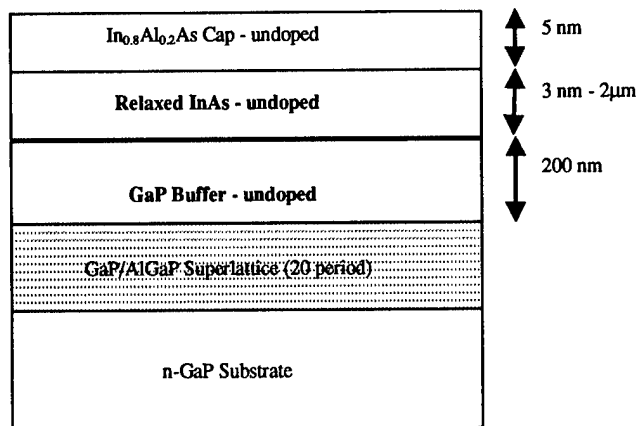 In₀.₈Al₀.₂As Cap - undoped
5 nm
Relaxed InAs - undoped
3 nm - 2μm
200 nm
GaP Buffer - undoped
GaP/AlGaP Superlattice (20 period)
n-GaP Substrate